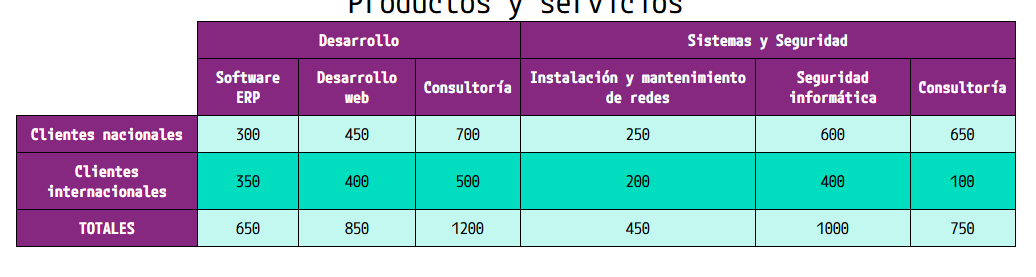 Productos y servicios
Desarrollo Sistemas y Seguridad
Software ERP Desarrollo web Consultoría Instalación y mantenimiento de redes Seguridad informática Consultoría
Clientes nacionales 300 450 700 250 600 650
Clientes internacionales 350 400 500 200 400 100
TOTALES 650 850 1200 450 1000 750